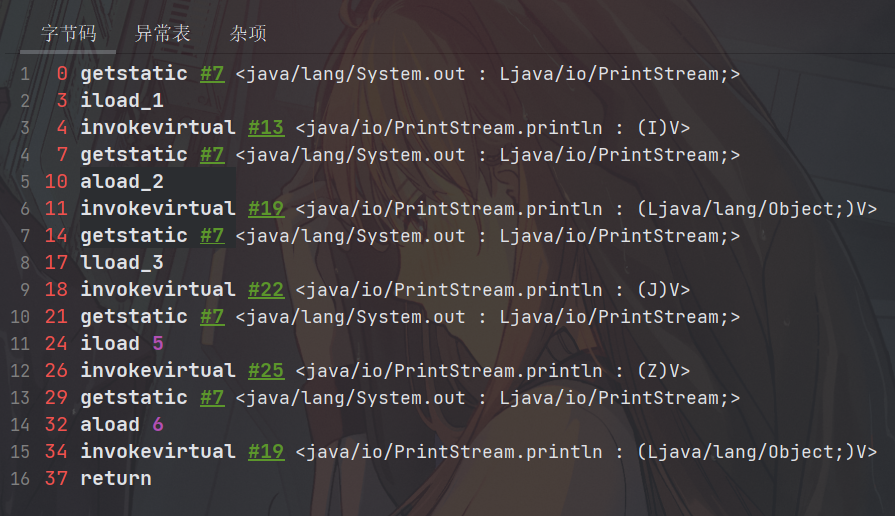 字节码 异常表 杂项
1 0 getstatic #7 <java/lang/System.out : Ljava/io/PrintStream;>
2 3 iload_1
3 4 invokevirtual #13 <java/io/PrintStream.println : (I)V>
4 7 getstatic #7 <java/lang/System.out : Ljava/io/PrintStream;>
5 10 aload_2
6 11 invokevirtual #19 <java/io/PrintStream.println : (Ljava/lang/Object;)V>
7 14 getstatic #7 <java/lang/System.out : Ljava/io/PrintStream;>
8 17 lload_3
9 18 invokevirtual #22 <java/io/PrintStream.println : (J)V>
10 21 getstatic #7 <java/lang/System.out : Ljava/io/PrintStream;>
11 24 iload 5
12 26 invokevirtual #25 <java/io/PrintStream.println : (Z)V>
13 29 getstatic #7 <java/lang/System.out : Ljava/io/PrintStream;>
14 32 aload 6
15 34 invokevirtual #19 <java/io/PrintStream.println : (Ljava/lang/Object;)V>
16 37 return